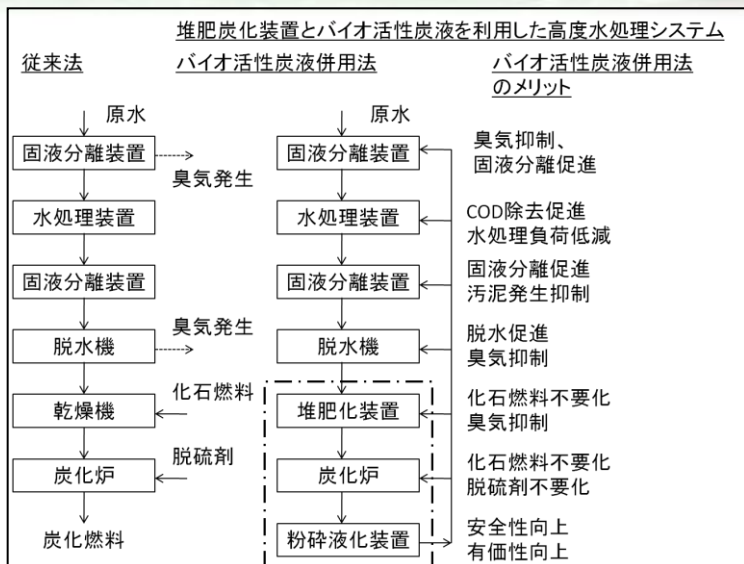 堆肥炭化装置とバイオ活性炭液を利用した高度水処理システム
従来法
バイオ活性炭液併用法
バイオ活性炭液併用法
のメリット
原水
固液分離装置
臭気発生
水処理装置
固液分離装置
臭気発生
脱水機
化石燃料
乾燥機
脱硫剤
炭化炉
炭化燃料
原水
固液分離装置
水処理装置
固液分離装置
脱水機
堆肥化装置
炭化炉
粉砕液化装置
臭気抑制、
固液分離促進
COD除去促進
水処理負荷低減
固液分離促進
汚泥発生抑制
脱水促進
臭気抑制
化石燃料不要化
臭気抑制
化石燃料不要化
脱硫剤不要化
安全性向上
有価性向上